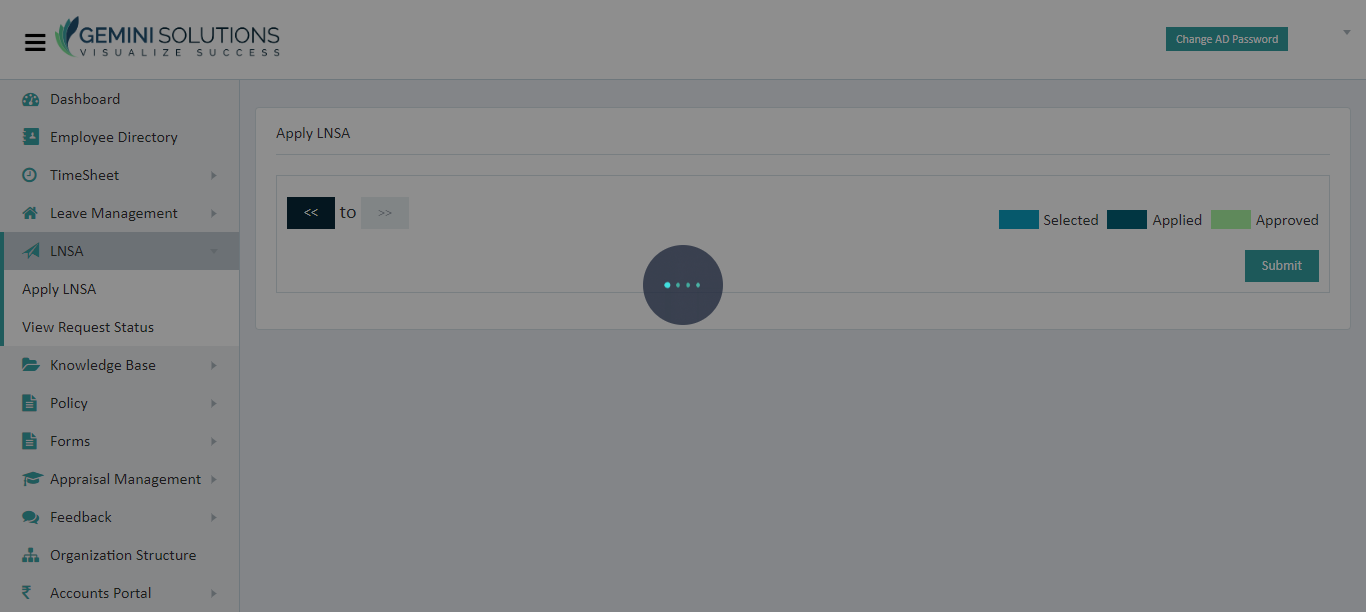 GEMINI SOLUTIONS
VISUALIZE SUCCESS
Change AD Password
Dashboard
Employee Directory
TimeSheet
Leave Management
LNSA
Apply LNSA
View Request Status
Knowledge Base
Policy
Forms
Appraisal Management
Feedback
Organization Structure
₹ Accounts Portal
Apply LNSA
<< to >>
Selected Applied Approved
Submit